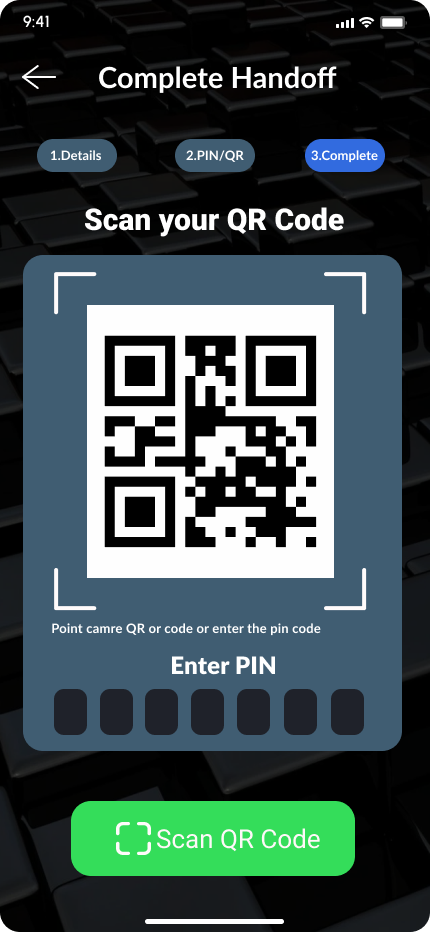 9:41
Complete Handoff
1.Details 2.PIN/QR 3.Complete
Scan your QR Code
Point camre QR or code or enter the pin code
Enter PIN
Scan QR Code